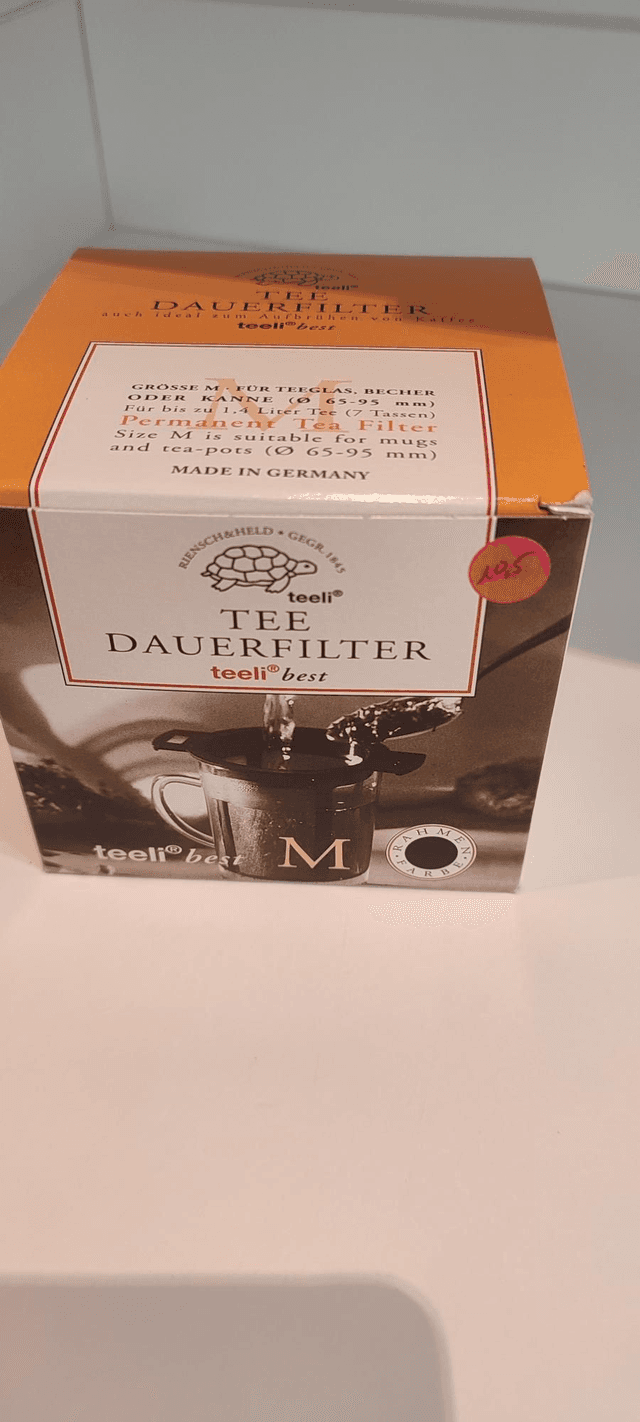 teeli®
TEE
DAUERFILTER
auch ideal zum Aufbrühen von Kaffee
teeli® best
M
GRÖSSE M · FÜR TEEGLAS, BECHER
ODER KANNE (Ø 65-95 mm)
Für bis zu 1,4 Liter Tee (7 Tassen)
Permanent Tea Filter
Size M is suitable for mugs
and tea-pots (Ø 65-95 mm)
MADE IN GERMANY
RIENSCH&HELD • GEGR. 1845
teeli®
TEE
DAUERFILTER
teeli® best
10,5
teeli® best
M
RAHMEN · FARBE ·